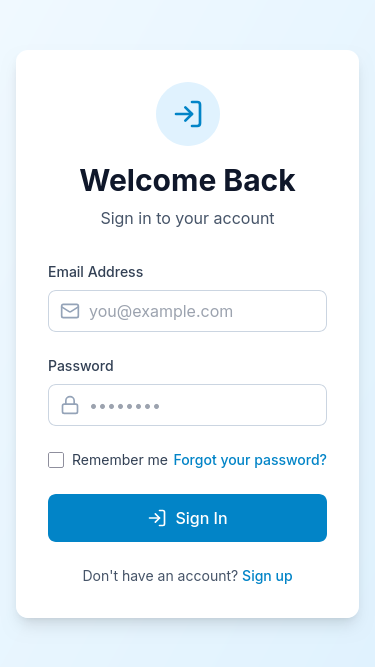 Welcome Back
Sign in to your account
Email Address
you@example.com
Password
••••••••
Remember me Forgot your password?
Sign In
Don't have an account? Sign up